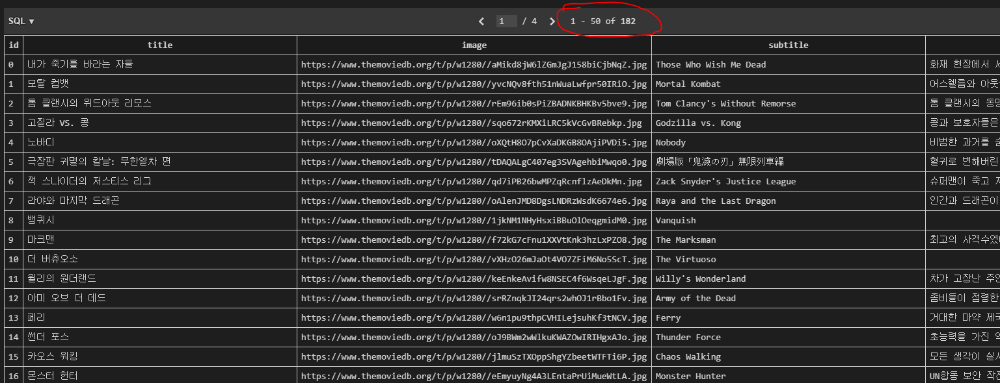 SQL ▼ 1 / 4 1 - 50 of 182
id title image subtitle
0 내가 죽기를 바라는 자들 https://www.themoviedb.org/t/p/w1280//aMikd8jW6lZGmJgJ158biCjbNqZ.jpg Those Who Wish Me Dead 화재 현장에서
1 모탈 컴뱃 https://www.themoviedb.org/t/p/w1280//yvcNQv8fth51nWuaLwfpr50IRiO.jpg Mortal Kombat 어스렐름와
2 톰 클랜시의 위드아웃 리모스 https://www.themoviedb.org/t/p/w1280//rEm96ib0sPiZBADNKBHKBv5bve9.jpg Tom Clancy's Without Remorse 톰 클랜시의
3 고질라 VS. 콩 https://www.themoviedb.org/t/p/w1280//sqo672rKMXiLRC5kVcGvBRebkp.jpg Godzilla vs. Kong 콩과 보호자들은
4 노바디 https://www.themoviedb.org/t/p/w1280//oXQtH8O7pCvXaDKGB8OAjiPVDi5.jpg Nobody 비범한 과거를
5 극장판 귀멸의 칼날: 무한열차 편 https://www.themoviedb.org/t/p/w1280//tDAQALgC407eg3SVAgehbiMwqo0.jpg 劇場版「鬼滅の刃」無限列車編 혈귀로 변해버린
6 잭 스나이더의 저스티스 리그 https://www.themoviedb.org/t/p/w1280//qd7iPB26bwMPZqRcnflzAeDkMn.jpg Zack Snyder's Justice League 슈퍼맨이 죽고
7 라야와 마지막 드래곤 https://www.themoviedb.org/t/p/w1280//oAlenJMD8DgsLNDRzWsdK6674e6.jpg Raya and the Last Dragon 인간과 드래곤이
8 뱅퀴시 https://www.themoviedb.org/t/p/w1280//1jkNM1NHyHsxiBBuOlOeqgmidM0.jpg Vanquish
9 마크맨 https://www.themoviedb.org/t/p/w1280//f72kG7cFnu1XXVtKnk3hzLxPZO8.jpg The Marksman 최고의
10 더 버츄오소 https://www.themoviedb.org/t/p/w1280//vXHzO26mJaOt4VO7ZFiM6No5ScT.jpg The Virtuoso
11 윌리의 원더랜드 https://www.themoviedb.org/t/p/w1280//keEnkeAvifw8NSEC4f6WsqeLJgF.jpg Willy's Wonderland 차가 고장난
12 아미 오브 더 데드 https://www.themoviedb.org/t/p/w1280//srRZnqkJI24qrs2whOJ1rBbo1Fv.jpg Army of the Dead 좀비들이 점령한
13 페리 https://www.themoviedb.org/t/p/w1280//w6n1pu9thpCVHILejsuhKf3tNCV.jpg Ferry 거대한 마약
14 썬더 포스 https://www.themoviedb.org/t/p/w1280//oJ9BWm2wWlkuKWAZOwIRIHgxAJo.jpg Thunder Force 초능력을 가진
15 카오스 워킹 https://www.themoviedb.org/t/p/w1280//jlmuSzTXOppShgYZbeetWTFTi6P.jpg Chaos Walking 모든 생각이
16 몬스터 헌터 https://www.themoviedb.org/t/p/w1280//eEmyuyNg4A3LEntaPrUiMueWtLA.jpg Monster Hunter UN합동 보안